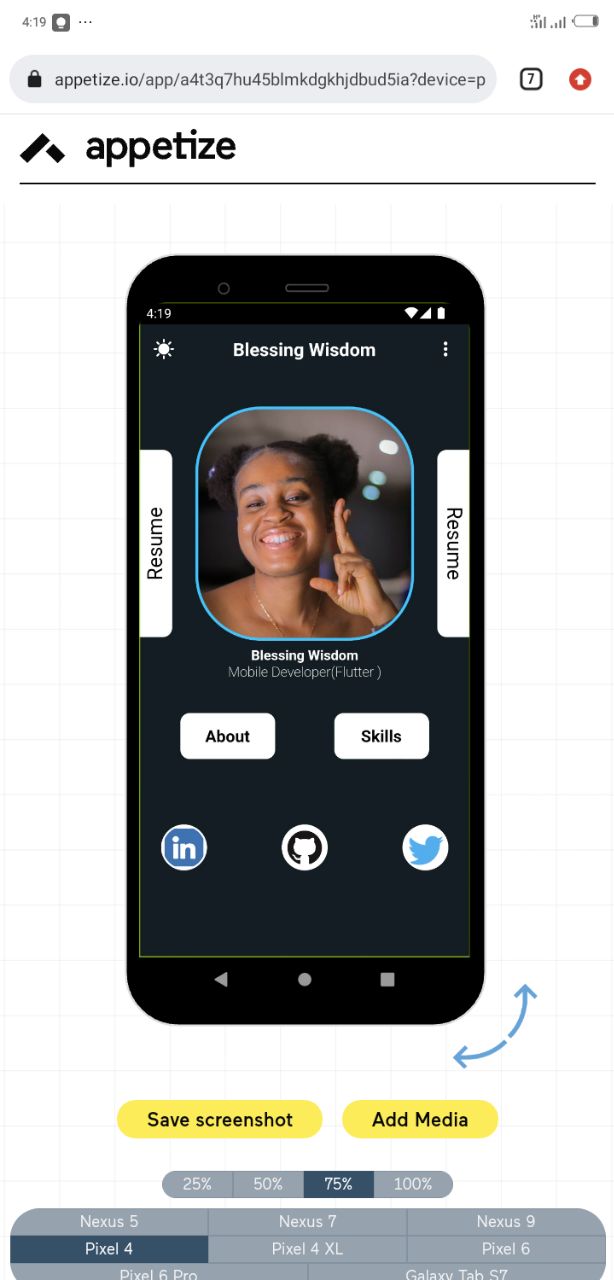 4:19 ...
appetize.io/app/a4t3q7hu45blmkdgkhjdbud5ia?device=p
7
appetize
4:19
Blessing Wisdom
Resume
Resume
Blessing Wisdom
Mobile Developer(Flutter )
About Skills
in
Save screenshot Add Media
25% 50% 75% 100%
Nexus 5 Nexus 7 Nexus 9
Pixel 4 Pixel 4 XL Pixel 6
Pixel 6 Pro Galaxy Tab S7